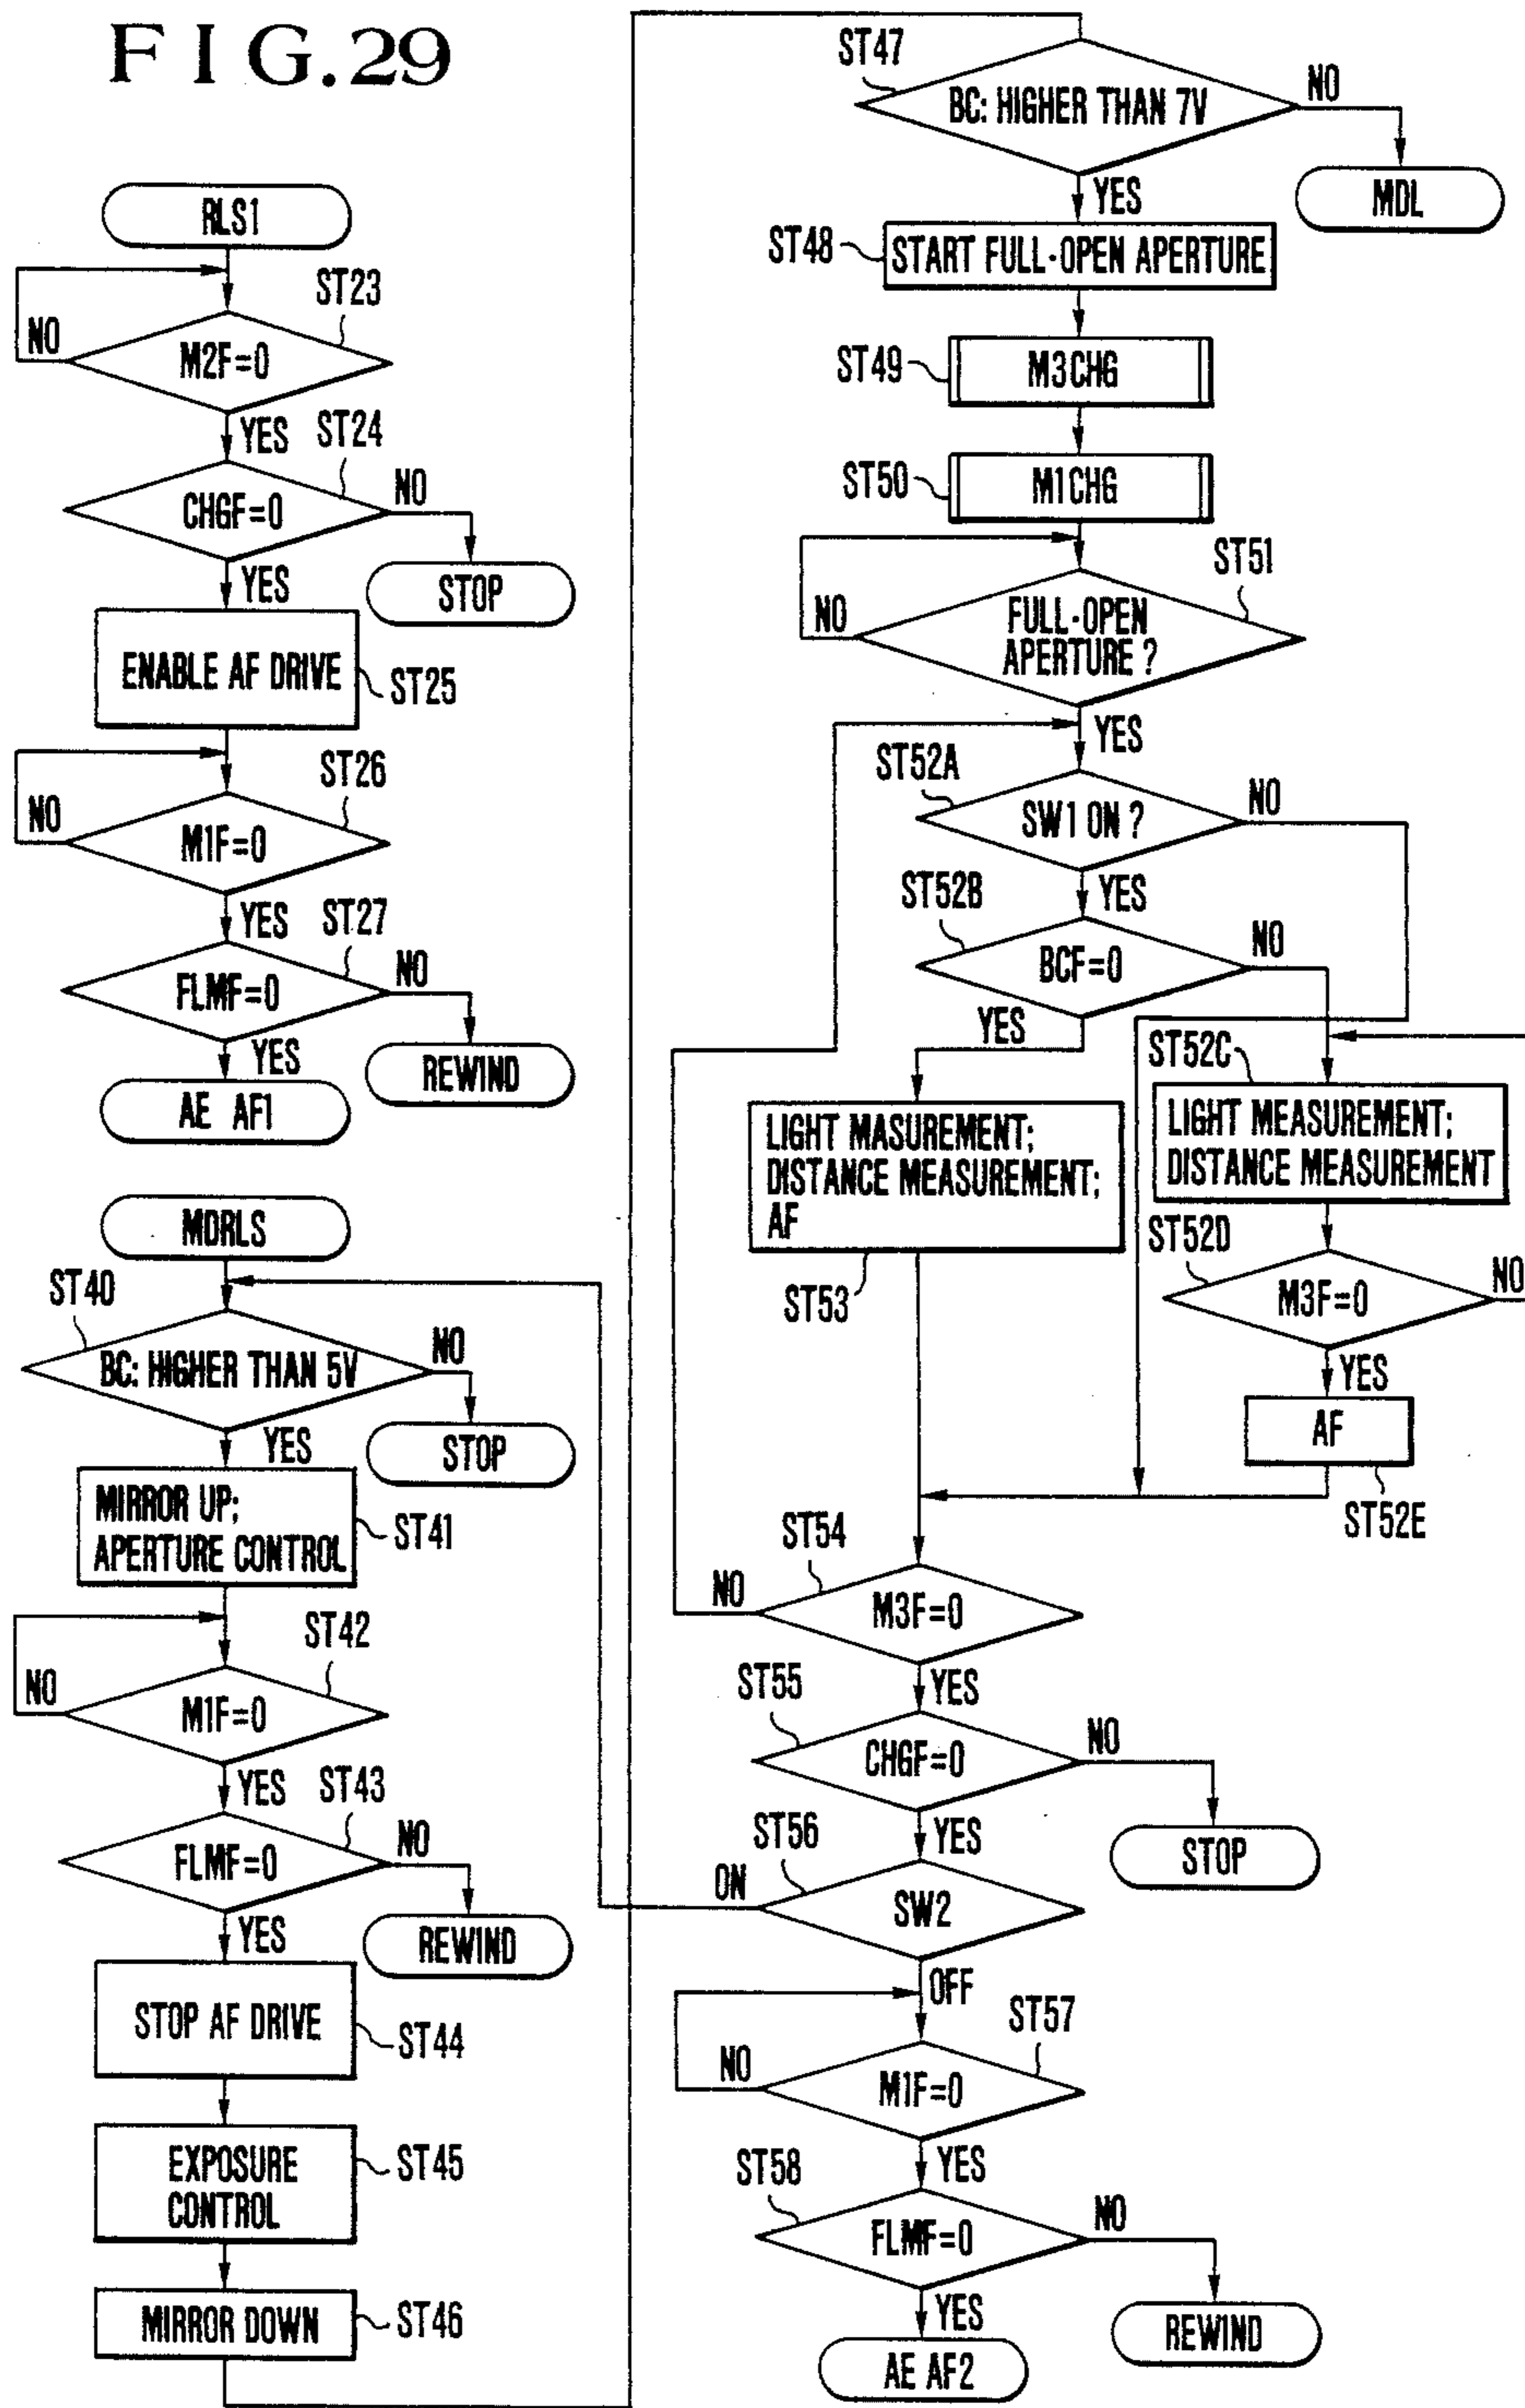 FIG.29
RLS1
ST23
NO
M2F=0
YES
ST24
CHGF=0
NO
STOP
YES
ENABLE AF DRIVE
ST25
ST26
NO
M1F=0
YES
ST27
FLMF=0
NO
REWIND
YES
AE AF1
MDRLS
ST40
BC: HIGHER THAN 5V
NO
STOP
YES
MIRROR UP;
APERTURE CONTROL
ST41
ST42
NO
M1F=0
YES
ST43
FLMF=0
NO
REWIND
YES
STOP AF DRIVE
ST44
EXPOSURE
CONTROL
ST45
MIRROR DOWN
ST46
ST47
BC: HIGHER THAN 7V
NO
MDL
YES
ST48
START FULL-OPEN APERTURE
ST49
M3CHG
ST50
M1CHG
ST51
NO
FULL-OPEN
APERTURE ?
YES
ST52A
SW1 ON ?
NO
YES
ST52B
BCF=0
NO
YES
ST52C
LIGHT MEASUREMENT;
DISTANCE MEASUREMENT
LIGHT MASUREMENT;
DISTANCE MEASUREMENT;
AF
ST53
ST52D
M3F=0
NO
YES
AF
ST52E
ST54
NO
M3F=0
YES
ST55
CHGF=0
NO
STOP
YES
ST56
ON
SW2
OFF
ST57
NO
M1F=0
YES
ST58
FLMF=0
NO
REWIND
YES
AE AF2